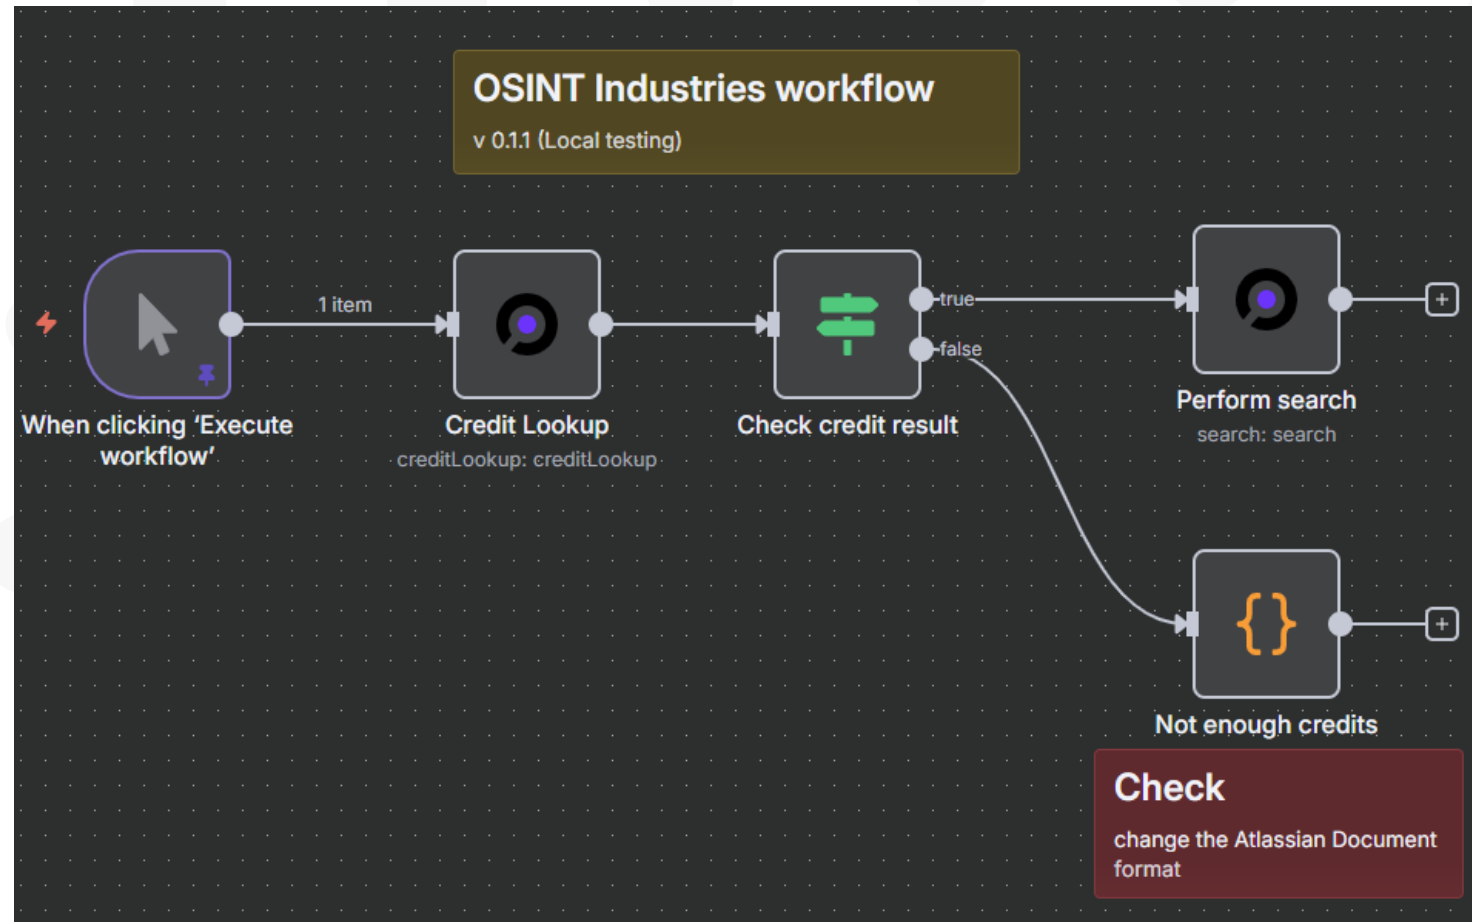 OSINT Industries workflow
v 0.1.1 (Local testing)
1 item
true
false
When clicking ‘Execute
workflow’
Credit Lookup
creditLookup: creditLookup
Check credit result
Perform search
search: search
Not enough credits
Check
change the Atlassian Document
format